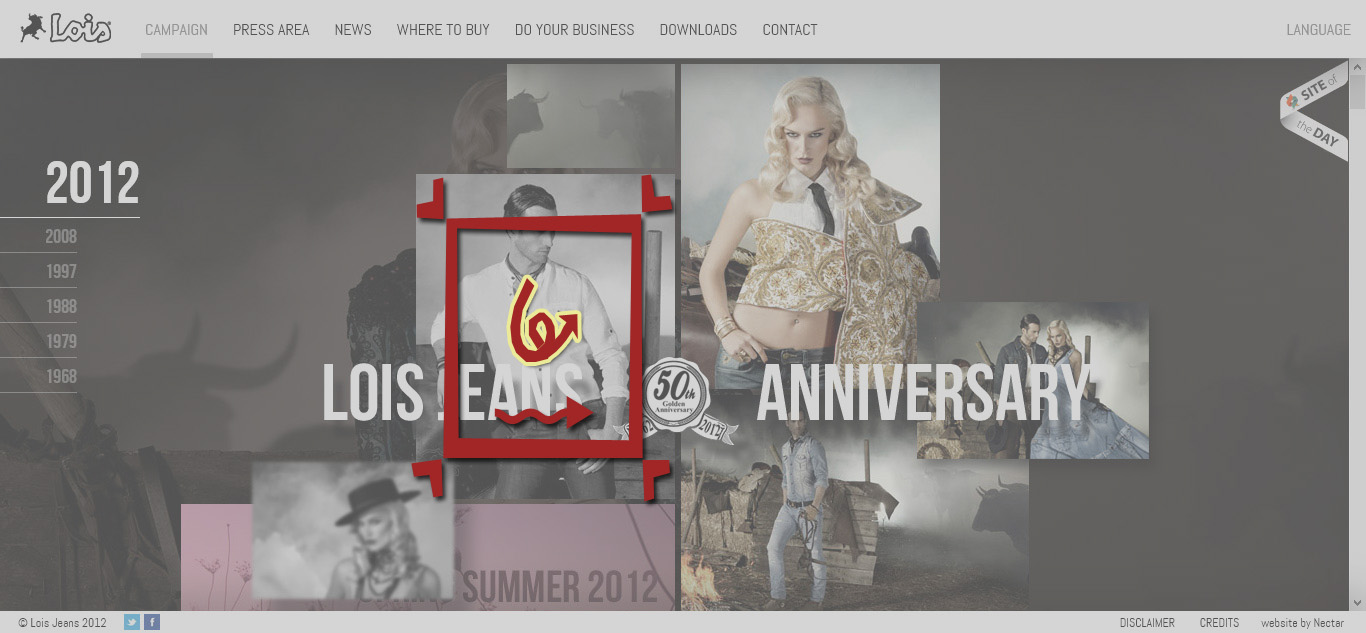 Lois CAMPAIGN PRESS AREA NEWS WHERE TO BUY DO YOUR BUSINESS DOWNLOADS CONTACT LANGUAGE
SITE of
the DAY
2012
2008
1997
1988
1979
1968
LOIS JEANS 50th ANNIVERSARY
Golden
Anniversary
2012
SUMMER 2012
© Lois Jeans 2012 DISCLAIMER CREDITS website by Nectar